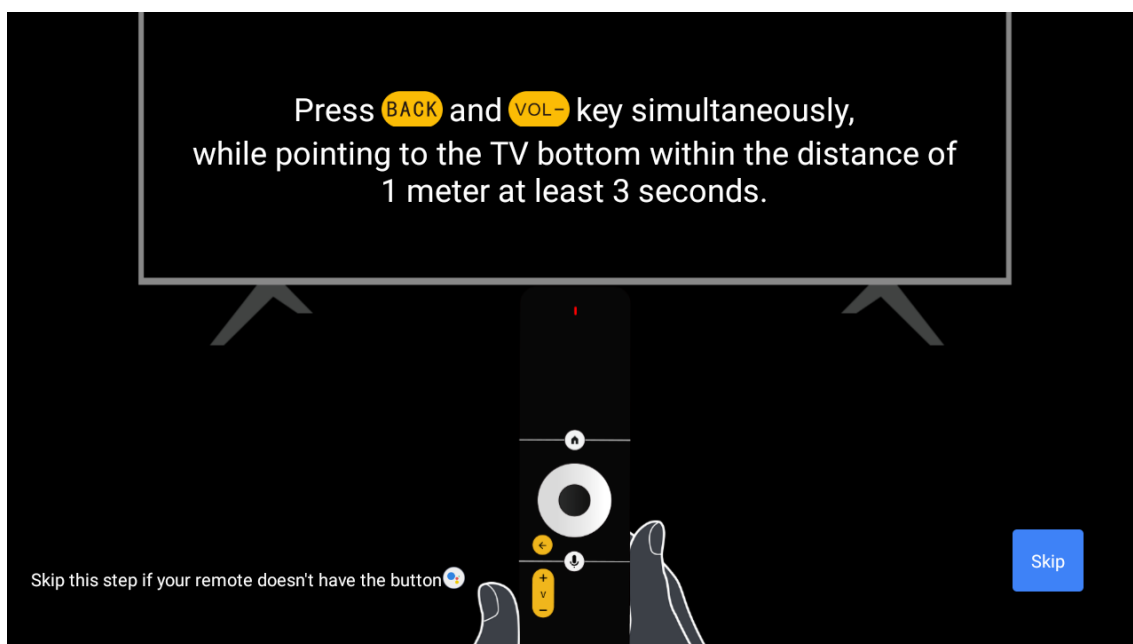 Press BACK and VOL- key simultaneously,
while pointing to the TV bottom within the distance of
1 meter at least 3 seconds.
+
V
-
Skip this step if your remote doesn't have the button
Skip